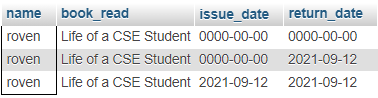 name book_read issue_date return_date
roven Life of a CSE Student 0000-00-00 0000-00-00
roven Life of a CSE Student 0000-00-00 2021-09-12
roven Life of a CSE Student 2021-09-12 2021-09-12